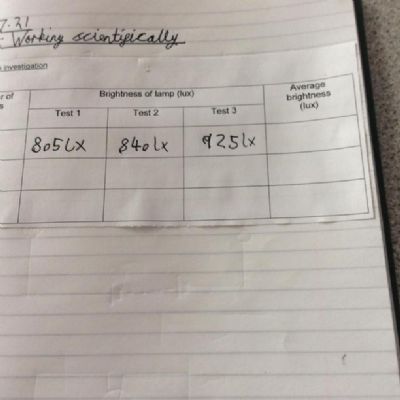 7.21
Working scientifically
investigation
r of
s
Brightness of lamp (lux)
Average
brightness
(lux)
Test 1
Test 2
Test 3
805lx
840lx
925lx